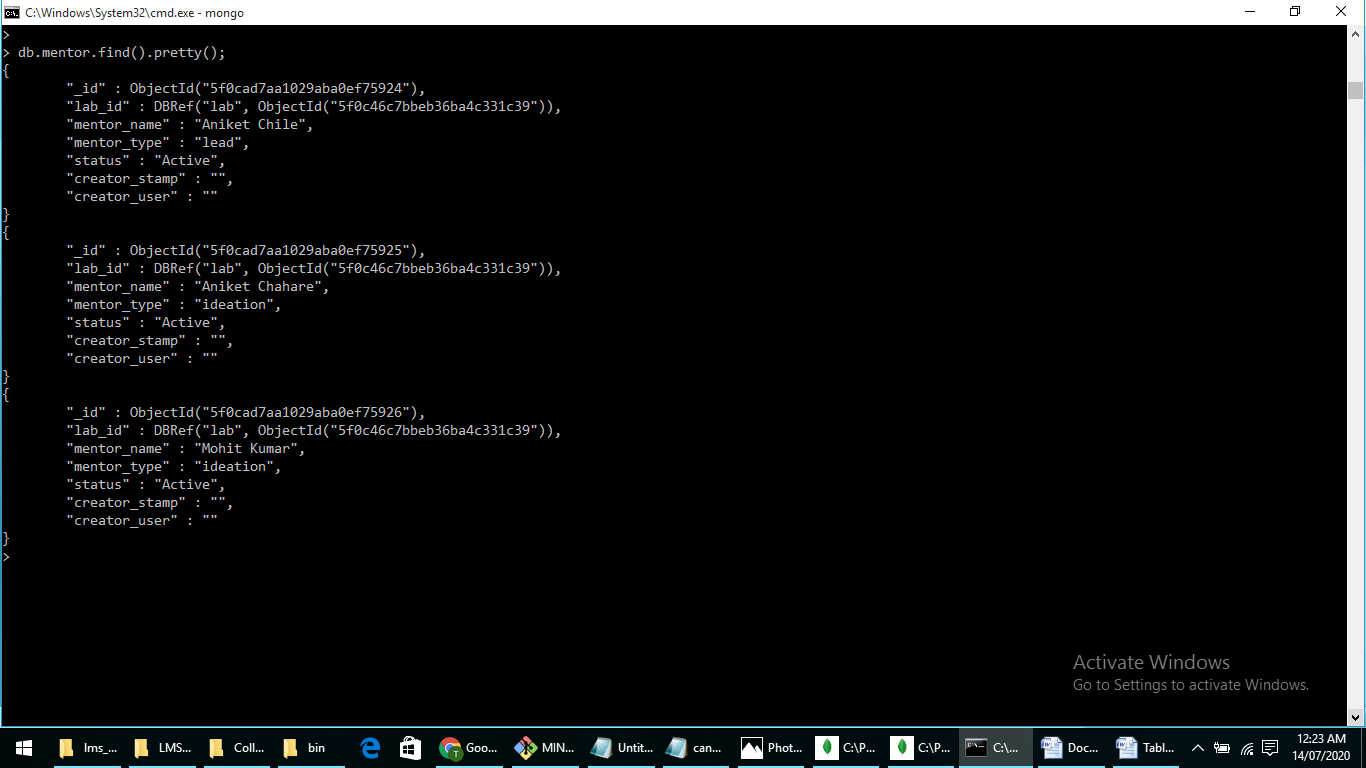 C:\Windows\System32\cmd.exe - mongo
>
> db.mentor.find().pretty();
{
"_id" : ObjectId("5f0cad7aa1029aba0ef75924"),
"lab_id" : DBRef("lab", ObjectId("5f0c46c7bbeb36ba4c331c39")),
"mentor_name" : "Aniket Chile",
"mentor_type" : "lead",
"status" : "Active",
"creator_stamp" : "",
"creator_user" : ""
}
{
"_id" : ObjectId("5f0cad7aa1029aba0ef75925"),
"lab_id" : DBRef("lab", ObjectId("5f0c46c7bbeb36ba4c331c39")),
"mentor_name" : "Aniket Chahare",
"mentor_type" : "ideation",
"status" : "Active",
"creator_stamp" : "",
"creator_user" : ""
}
{
"_id" : ObjectId("5f0cad7aa1029aba0ef75926"),
"lab_id" : DBRef("lab", ObjectId("5f0c46c7bbeb36ba4c331c39")),
"mentor_name" : "Mohit Kumar",
"mentor_type" : "ideation",
"status" : "Active",
"creator_stamp" : "",
"creator_user" : ""
}
>
Activate Windows
Go to Settings to activate Windows.
lms_... LMS... Coll... bin Goo... MIN... Untit... can... Phot... C:\P... C:\P... C:\... Doc... Tabl... 12:23 AM
14/07/2020